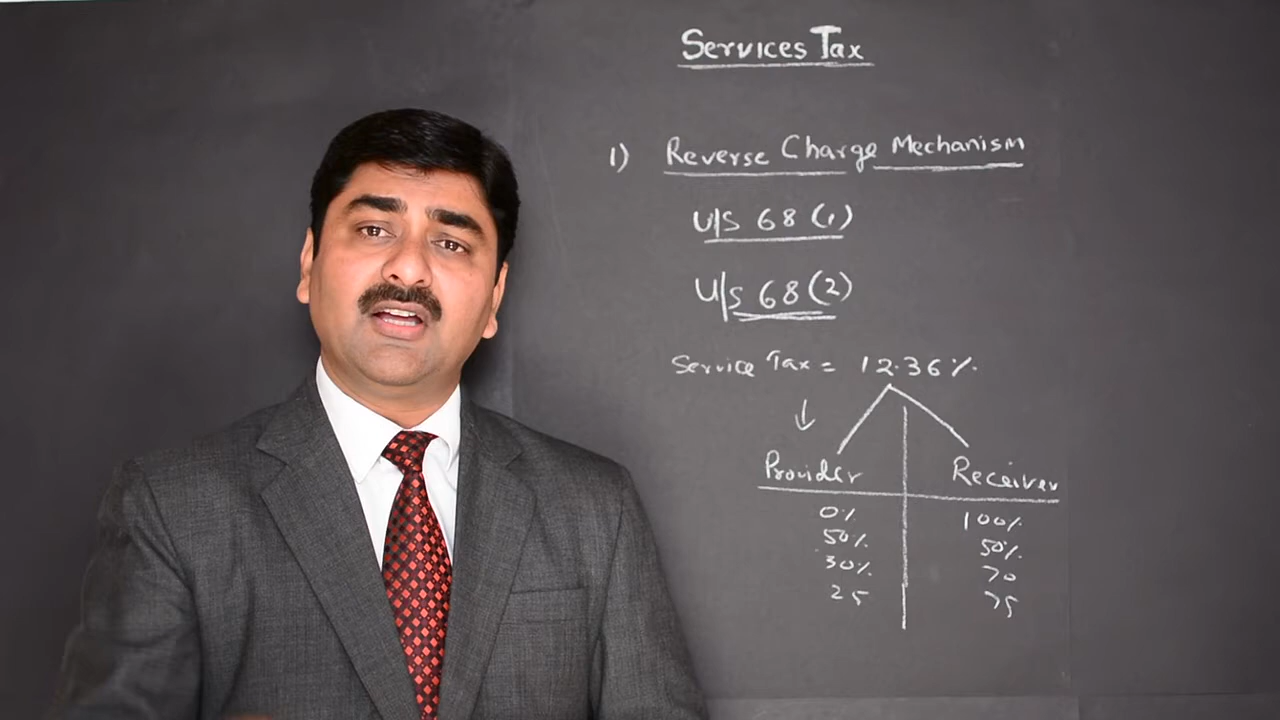 Services Tax
1) Reverse Charge Mechanism
U/S 68 (1)
U/S 68 (2)
Service Tax = 12.36%
↓
Provider Receiver
0% 100%
50% 50%
30% 70
25 75